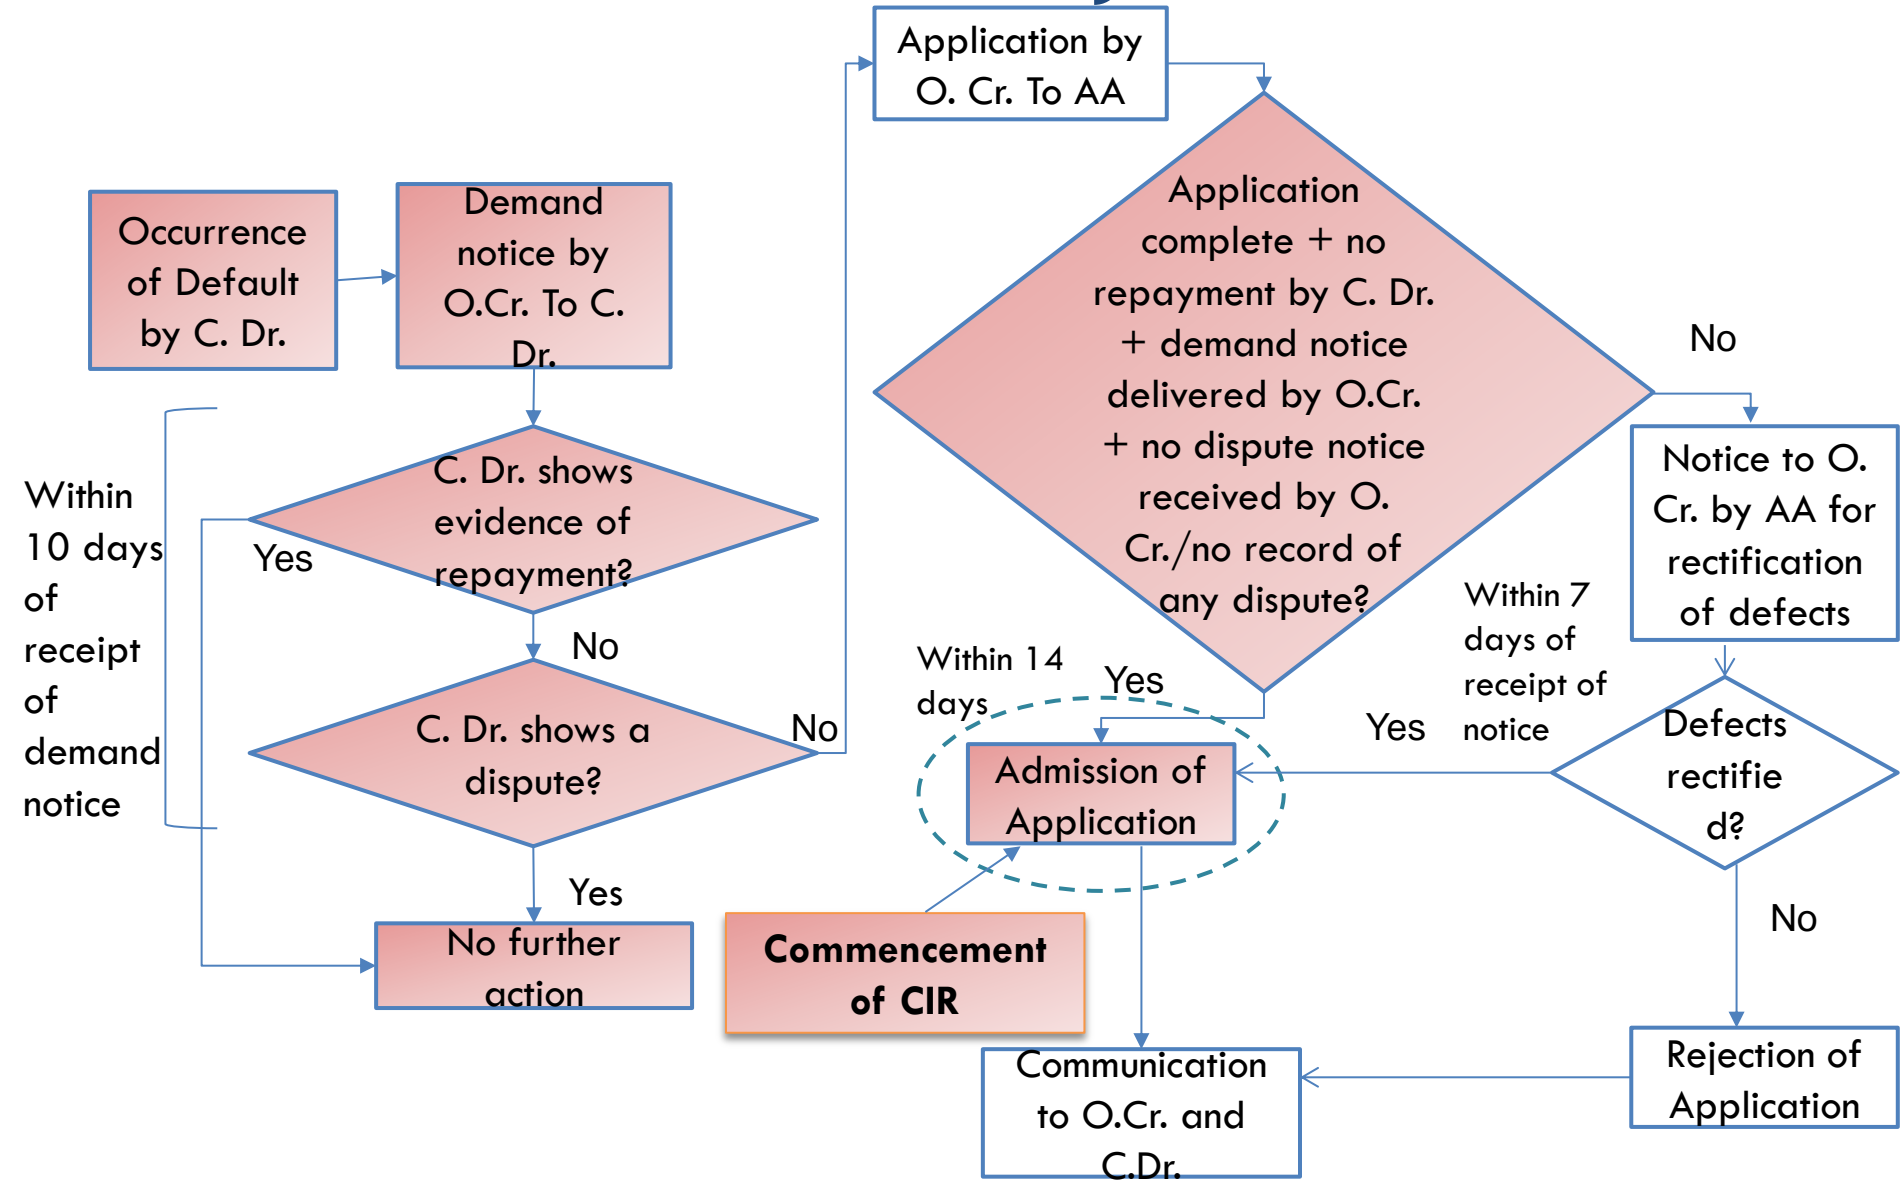 Application by
O. Cr. To AA
Occurrence
of Default
by C. Dr.
Demand
notice by
O.Cr. To C.
Dr.
Within
10 days
of
receipt
of
demand
notice
C. Dr. shows
evidence of
repayment?
Yes
No
C. Dr. shows a
dispute?
No
Yes
No further
action
Application
complete + no
repayment by C. Dr.
+ demand notice
delivered by O.Cr.
+ no dispute notice
received by O.
Cr./no record of
any dispute?
No
Notice to O.
Cr. by AA for
rectification
of defects
Within 7
days of
receipt of
notice
Within 14
days
Yes
Yes
Defects
rectifie
d?
Admission of
Application
No
Commencement
of CIR
Communication
to O.Cr. and
C.Dr.
Rejection of
Application